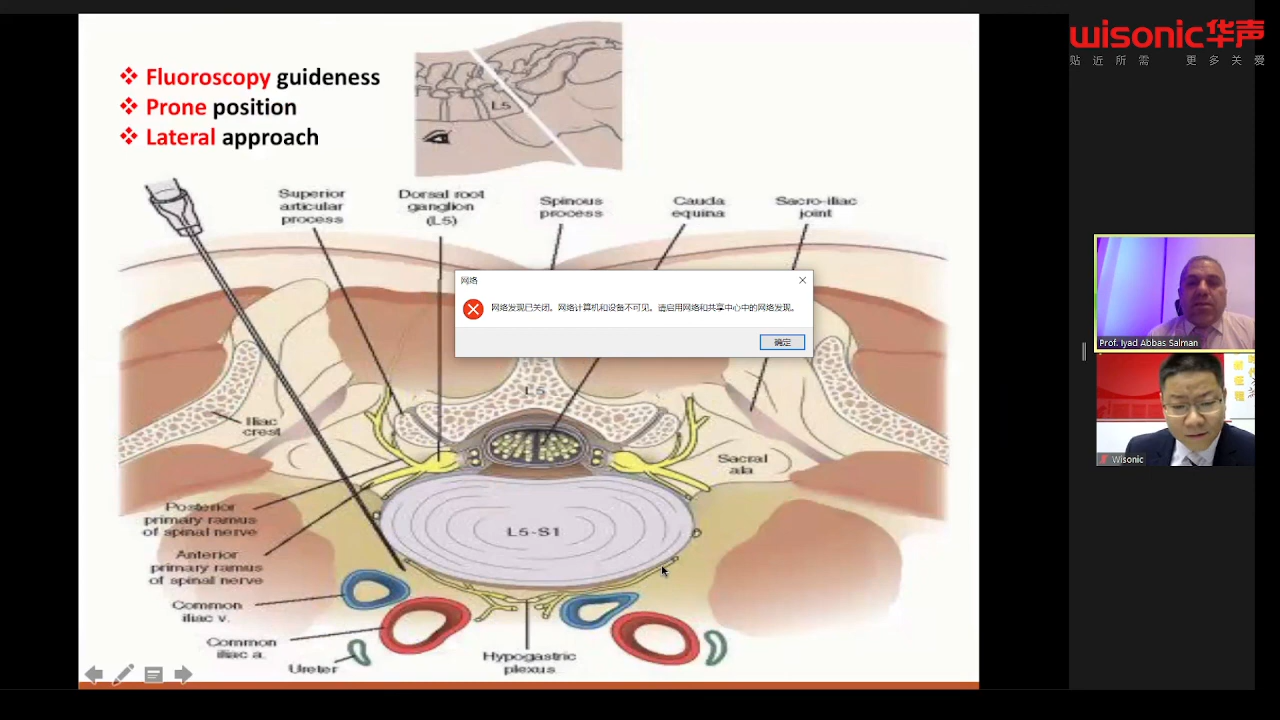 wisonic华声
贴近所需 更多关爱
Fluoroscopy guideness
Prone position
Lateral approach
L5
Superior
articular
process
Dorsal root
ganglion
(L5)
Spinous
process
Cauda
equina
Sacro-iliac
joint
网络
网络发现已关闭。网络计算机和设备不可见。请启用网络和共享中心中的网络发现。
确定
Prof. Iyad Abbas Salman
Wisonic
L5
Iliac
crest
Sacral
ala
Posterior
primary ramus
of spinal nerve
L5-S1
Anterior
primary ramus
of spinal nerve
Common
iliac v.
Common
iliac a.
Ureter
Hypogastric
plexus